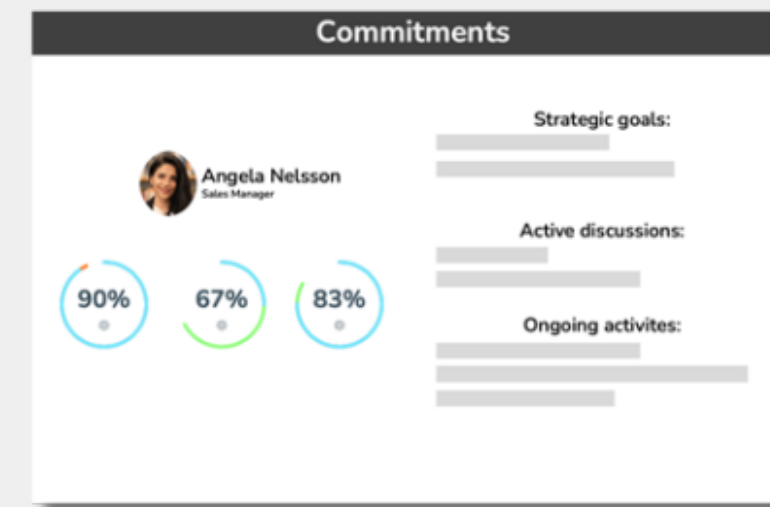 Commitments
Angela Nelsson
Sales Manager
90%
67%
83%
Strategic goals:
Active discussions:
Ongoing activites: